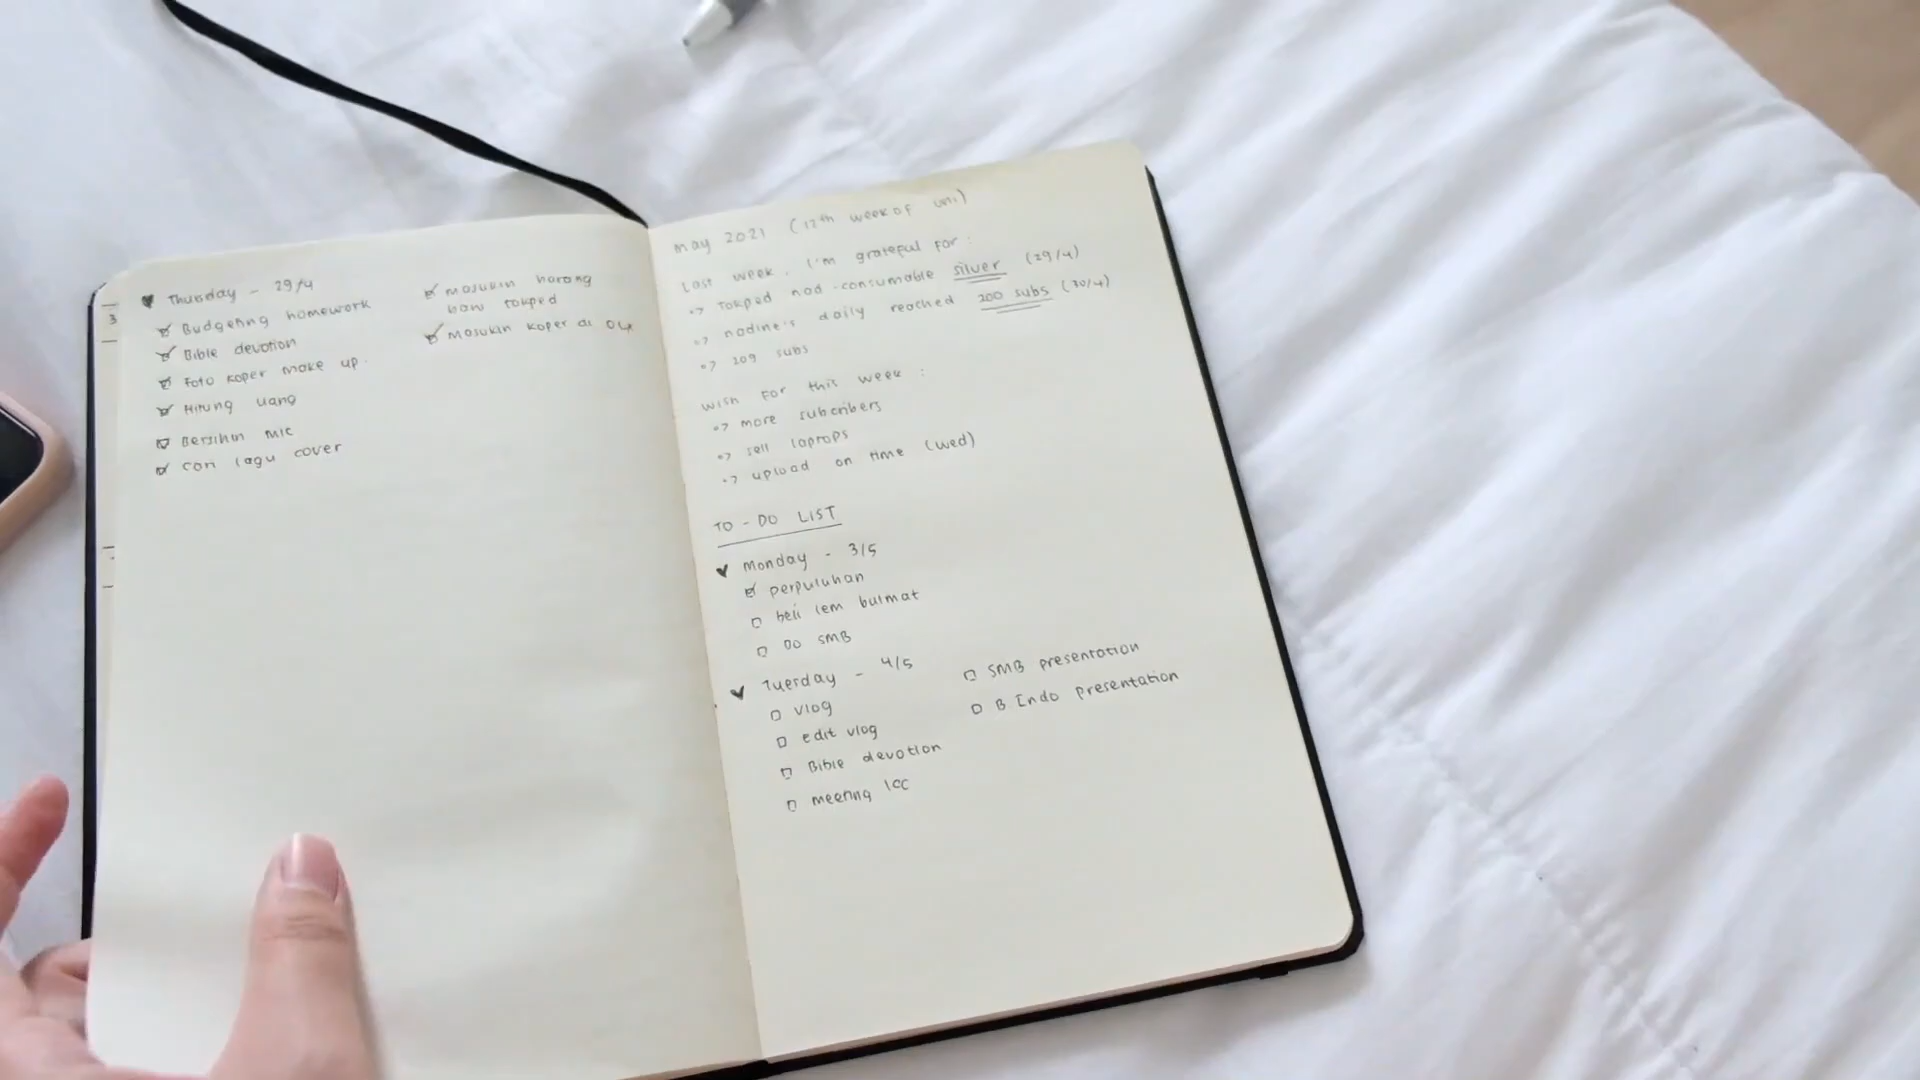 Thursday - 29/4
Budgeting homework
Bible devotion
Foto koper make up.
Hitung uang
Bersihin mic
Cari lagu cover
Masukin barang
baru tokped
Masukin koper di OLX
May 2021 (12th week of uni)
Last week, I'm grateful for :
Tokped nad.consumable silver (29/4)
nadine's daily reached 200 subs (30/4)
209 subs
Wish for this week :
more subcribers
sell laptops
upload on time (wed)
TO-DO LIST
Monday - 3/5
perpuluhan
beli lem bulmat
DO SMB
Tuesday - 4/5
vlog
edit vlog
Bible devotion
meeting ICC
SMB presentation
B. Indo presentation